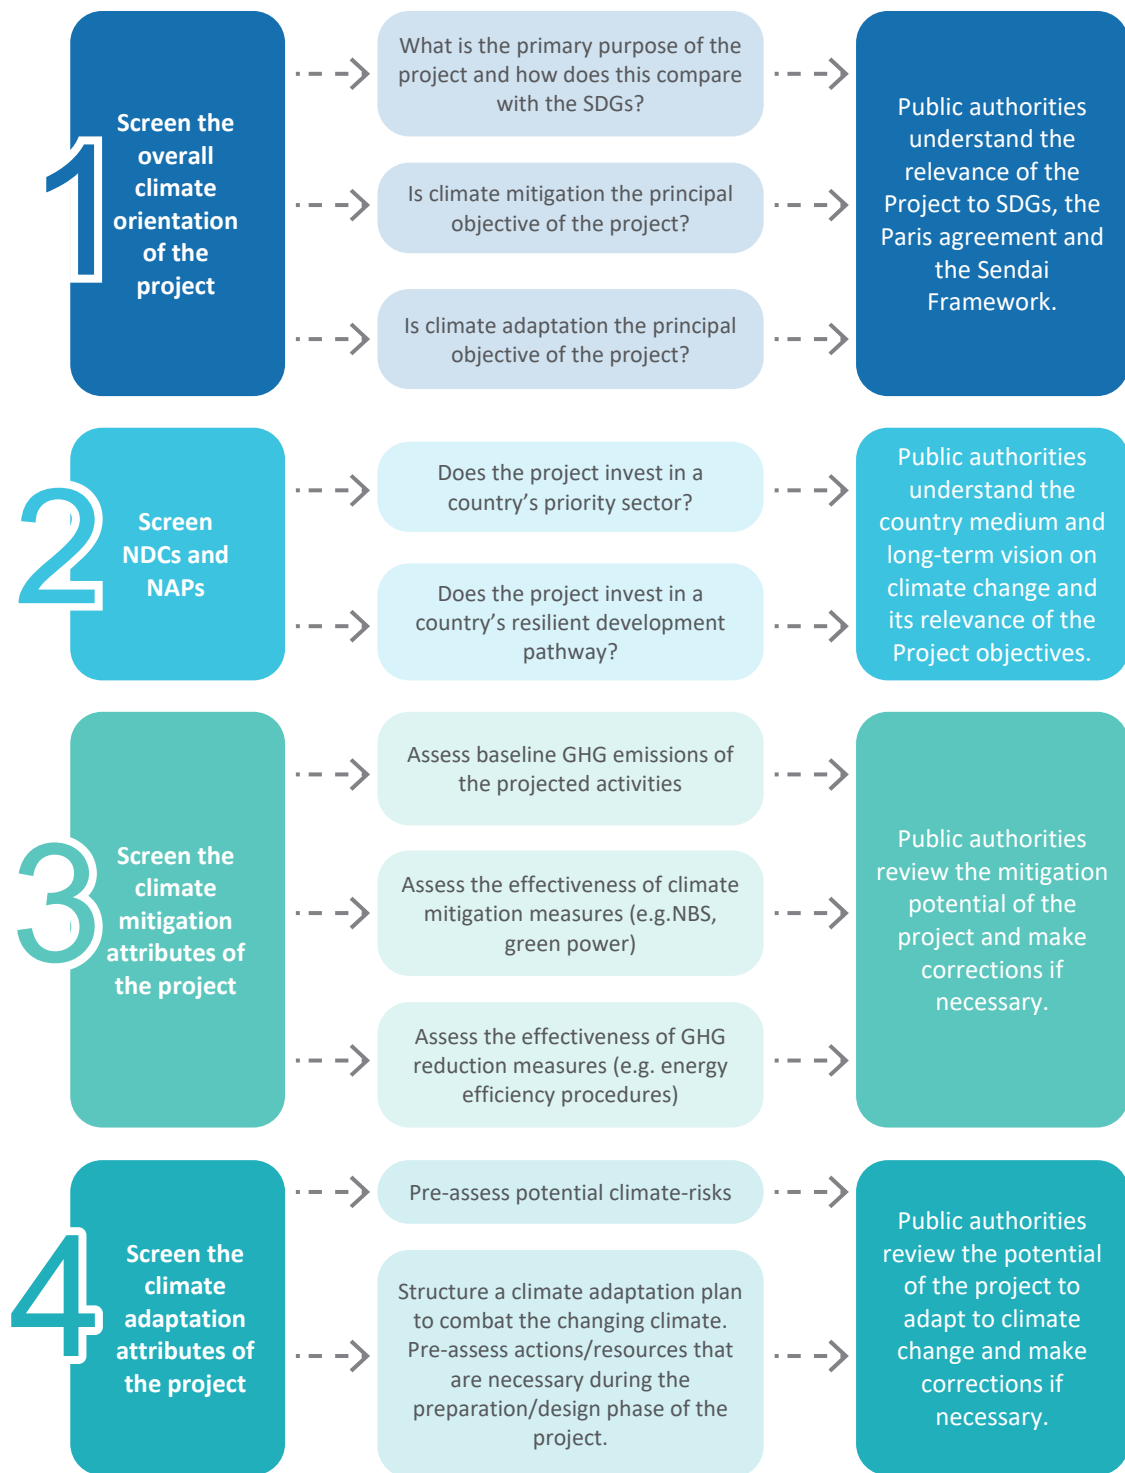 1
Screen the
overall
climate
orientation
of the
project
What is the primary purpose of the
project and how does this compare
with the SDGs?
Is climate mitigation the principal
objective of the project?
Is climate adaptation the principal
objective of the project?
Public authorities
understand the
relevance of the
Project to SDGs, the
Paris agreement and
the Sendai
Framework.
2
Screen
NDCs and
NAPs
Does the project invest in a
country’s priority sector?
Does the project invest in a
country’s resilient development
pathway?
Public authorities
understand the
country medium and
long-term vision on
climate change and
its relevance of the
Project objectives.
3
Screen the
climate
mitigation
attributes of
the project
Assess baseline GHG emissions of
the projected activities
Assess the effectiveness of climate
mitigation measures (e.g.NBS,
green power)
Assess the effectiveness of GHG
reduction measures (e.g. energy
efficiency procedures)
Public authorities
review the mitigation
potential of the
project and make
corrections if
necessary.
4
Screen the
climate
adaptation
attributes of
the project
Pre-assess potential climate-risks
Structure a climate adaptation plan
to combat the changing climate.
Pre-assess actions/resources that
are necessary during the
preparation/design phase of the
project.
Public authorities
review the potential
of the project to
adapt to climate
change and make
corrections if
necessary.